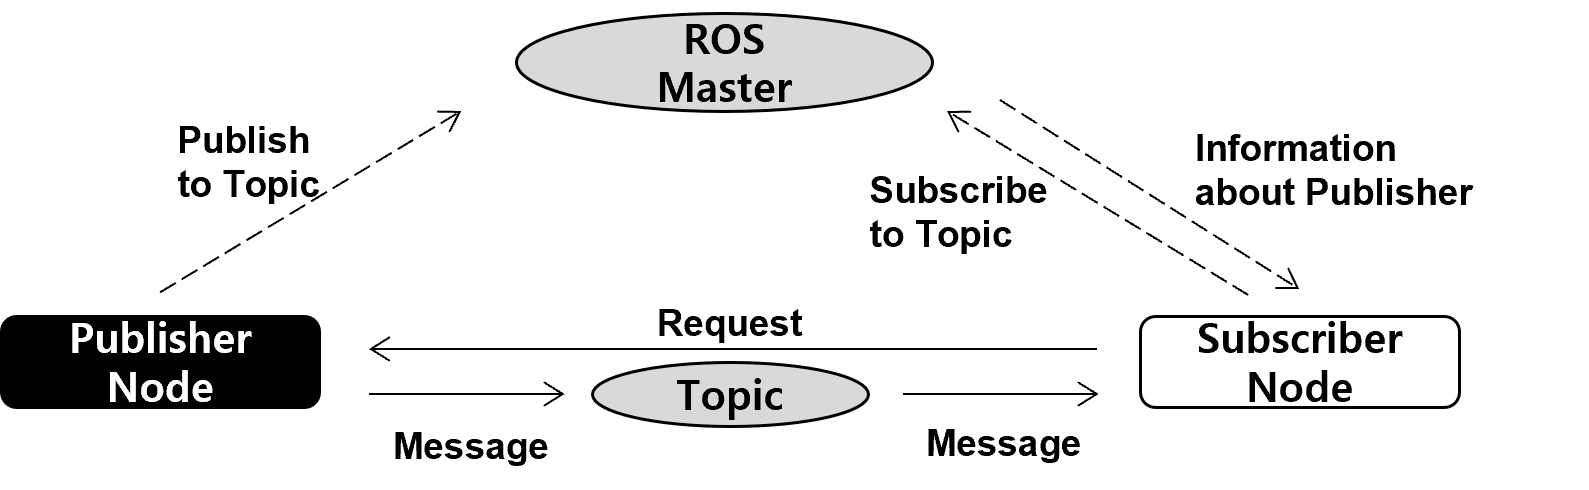 ROS
Master
Publish
to Topic
Information
about Publisher
Subscribe
to Topic
Request
Publisher
Node
Subscriber
Node
Topic
Message
Message